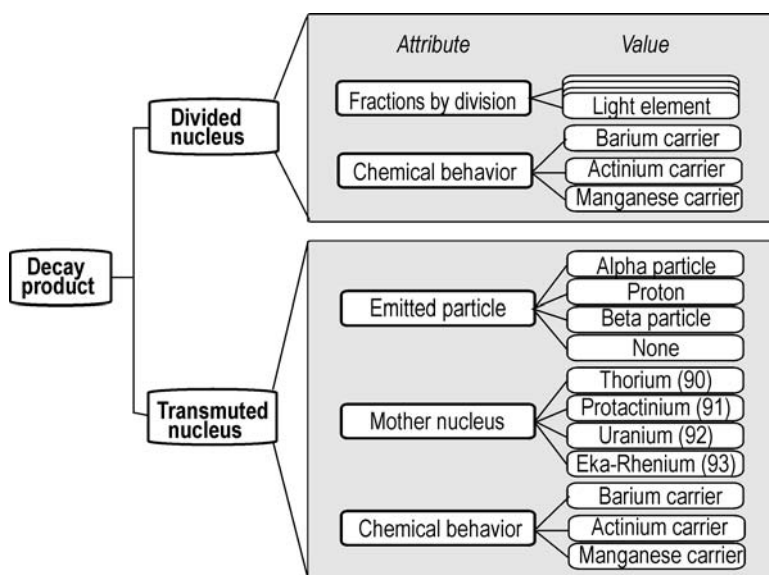 Attribute Value
Fractions by division
Light element
Divided
nucleus
Chemical behavior
Barium carrier
Actinium carrier
Manganese carrier
Decay
product
Transmuted
nucleus
Emitted particle
Alpha particle
Proton
Beta particle
None
Mother nucleus
Thorium (90)
Protactinium (91)
Uranium (92)
Eka-Rhenium (93)
Chemical behavior
Barium carrier
Actinium carrier
Manganese carrier